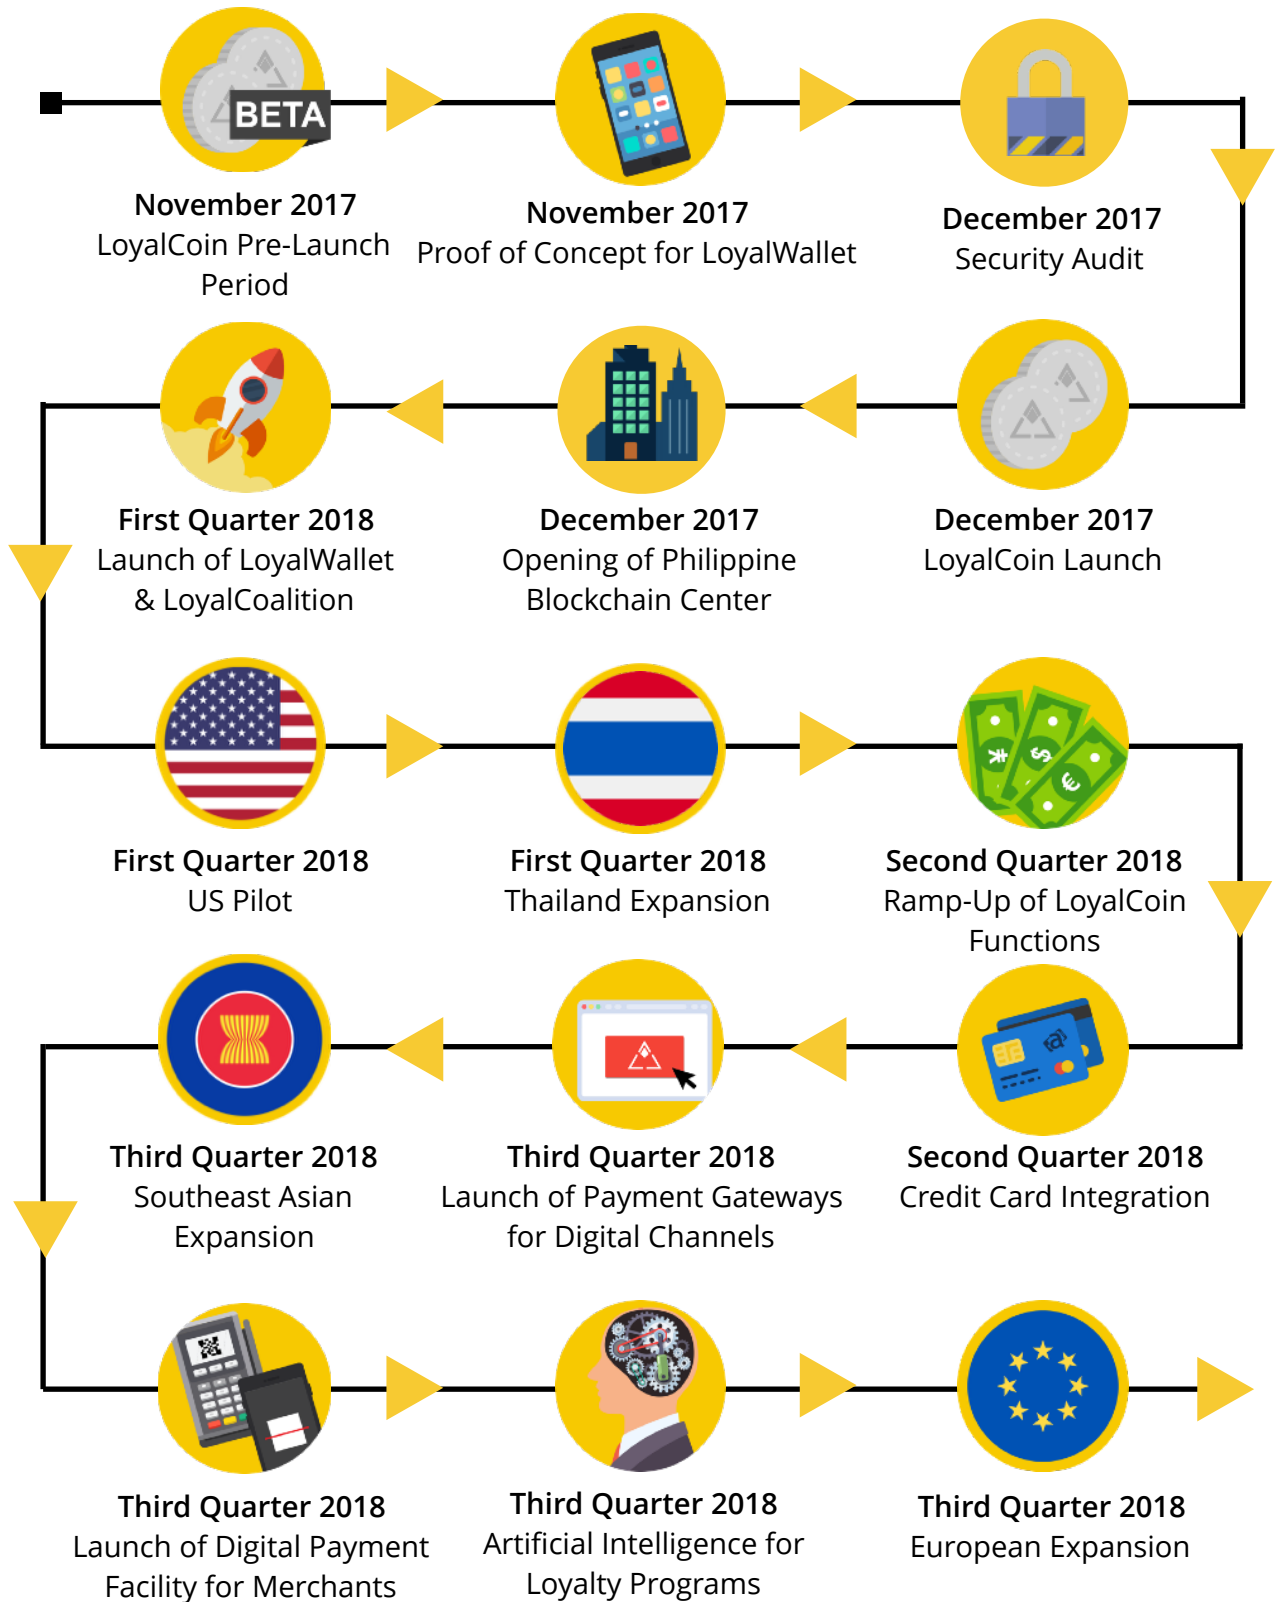 BETA
November 2017
LoyalCoin Pre-Launch
Period
November 2017
Proof of Concept for LoyalWallet
December 2017
Security Audit
December 2017
LoyalCoin Launch
December 2017
Opening of Philippine
Blockchain Center
First Quarter 2018
Launch of LoyalWallet
& LoyalCoalition
First Quarter 2018
US Pilot
First Quarter 2018
Thailand Expansion
Second Quarter 2018
Ramp-Up of LoyalCoin
Functions
Second Quarter 2018
Credit Card Integration
Third Quarter 2018
Launch of Payment Gateways
for Digital Channels
Third Quarter 2018
Southeast Asian
Expansion
Third Quarter 2018
Launch of Digital Payment
Facility for Merchants
Third Quarter 2018
Artificial Intelligence for
Loyalty Programs
Third Quarter 2018
European Expansion